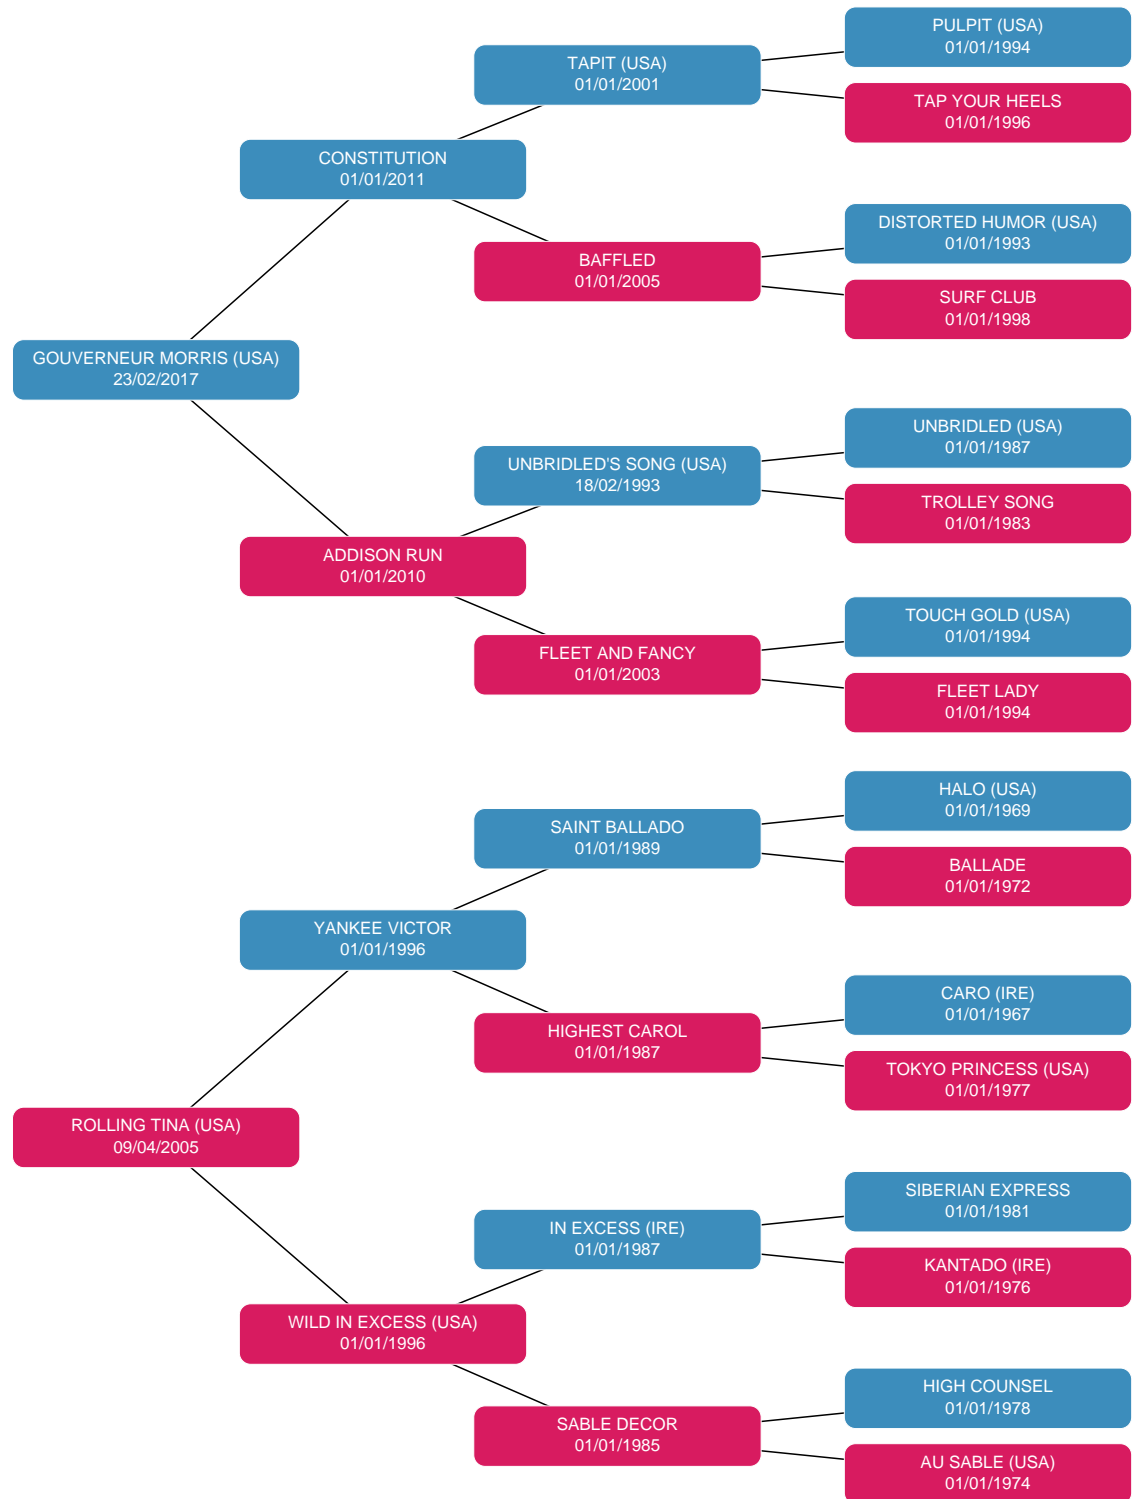 PULPIT (USA)
01/01/1994
TAPIT (USA)
01/01/2001
TAP YOUR HEELS
01/01/1996
CONSTITUTION
01/01/2011
DISTORTED HUMOR (USA)
01/01/1993
BAFFLED
01/01/2005
SURF CLUB
01/01/1998
GOUVERNEUR MORRIS (USA)
23/02/2017
UNBRIDLED (USA)
01/01/1987
UNBRIDLED'S SONG (USA)
18/02/1993
TROLLEY SONG
01/01/1983
ADDISON RUN
01/01/2010
TOUCH GOLD (USA)
01/01/1994
FLEET AND FANCY
01/01/2003
FLEET LADY
01/01/1994
HALO (USA)
01/01/1969
SAINT BALLADO
01/01/1989
BALLADE
01/01/1972
YANKEE VICTOR
01/01/1996
CARO (IRE)
01/01/1967
HIGHEST CAROL
01/01/1987
TOKYO PRINCESS (USA)
01/01/1977
ROLLING TINA (USA)
09/04/2005
SIBERIAN EXPRESS
01/01/1981
IN EXCESS (IRE)
01/01/1987
KANTADO (IRE)
01/01/1976
WILD IN EXCESS (USA)
01/01/1996
HIGH COUNSEL
01/01/1978
SABLE DECOR
01/01/1985
AU SABLE (USA)
01/01/1974